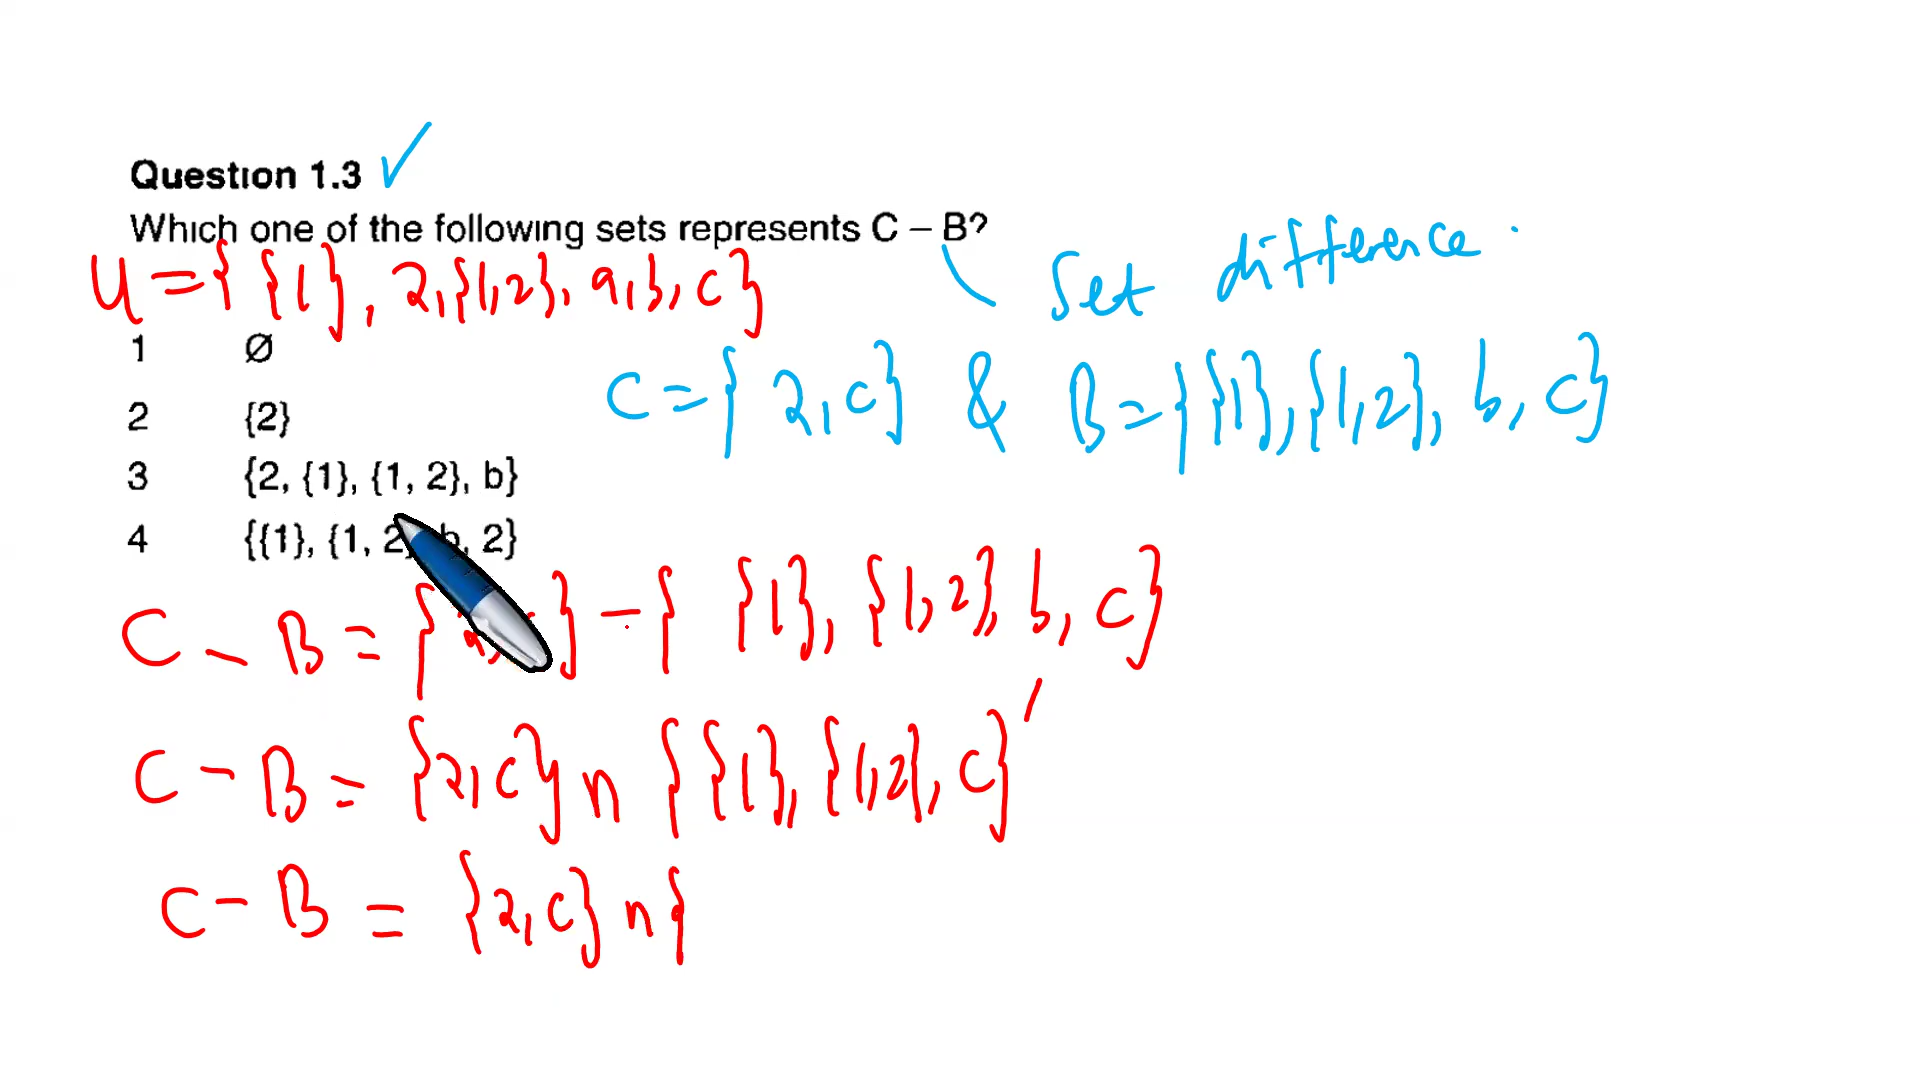 Question 1.3 ✓
Which one of the following sets represents C – B?
U = { {1}, 2, {1,2}, a, b, c }
Set difference.
1 Ø
C = { 2, c } & B = { {1}, {1,2}, b, c }
2 {2}
3 {2, {1}, {1, 2}, b}
4 {{1}, {1, 2}, b, 2}
C – B = { } – { {1}, {1,2}, b, c }
C – B = {2, c} ∩ { {1}, {1,2}, c }′
C – B = {2, c} ∩ {